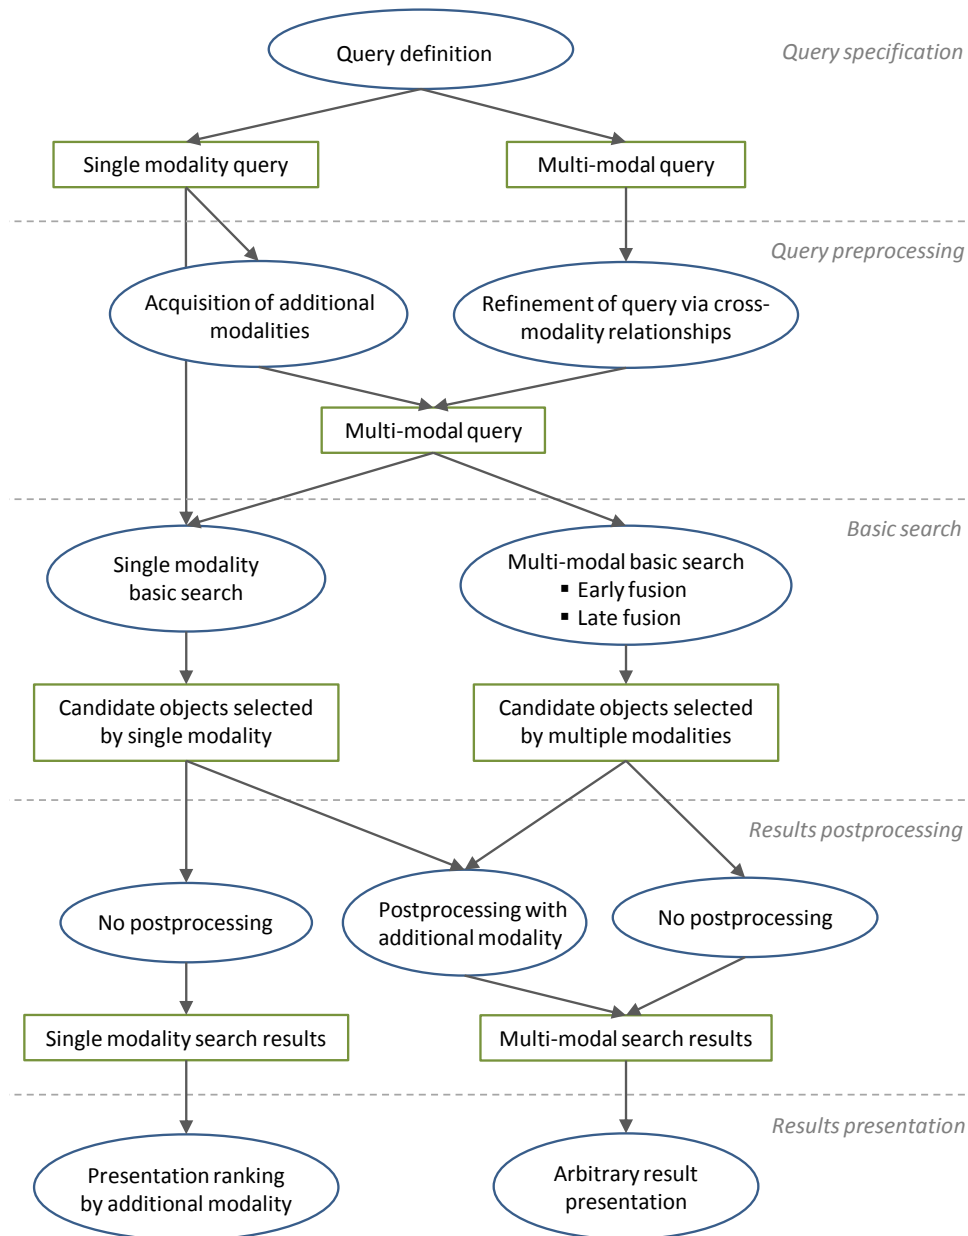 Query definition
Query specification
Single modality query
Multi-modal query
Query preprocessing
Acquisition of additional
modalities
Refinement of query via cross-
modality relationships
Multi-modal query
Basic search
Single modality
basic search
Multi-modal basic search
▪ Early fusion
▪ Late fusion
Candidate objects selected
by single modality
Candidate objects selected
by multiple modalities
Results postprocessing
No postprocessing
Postprocessing with
additional modality
No postprocessing
Single modality search results
Multi-modal search results
Results presentation
Presentation ranking
by additional modality
Arbitrary result
presentation